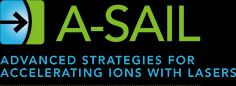 A-SAIL
ADVANCED STRATEGIES FOR
ACCELERATING IONS WITH LASERS